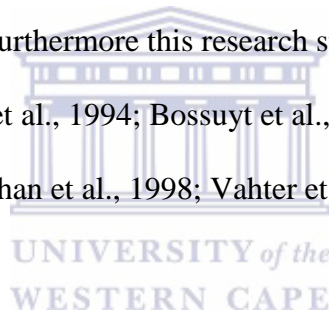 urthermore this research s
et al., 1994; Bossuyt et al.,
han et al., 1998; Vahter et
UNIVERSITY of the
WESTERN CAPE